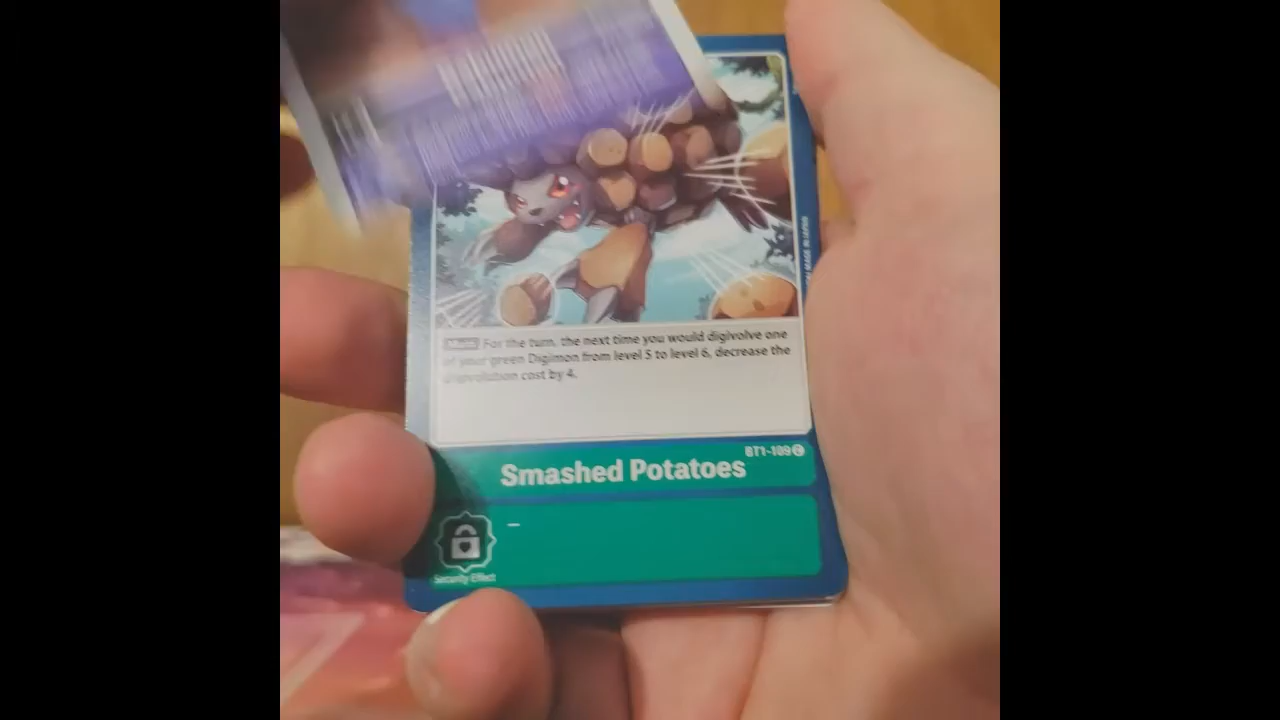 Main For the turn, the next time you would digivolve one
of your green Digimon from level 5 to level 6, decrease the
digivolution cost by 4.
BT1-109 C
Smashed Potatoes
–
Security Effect